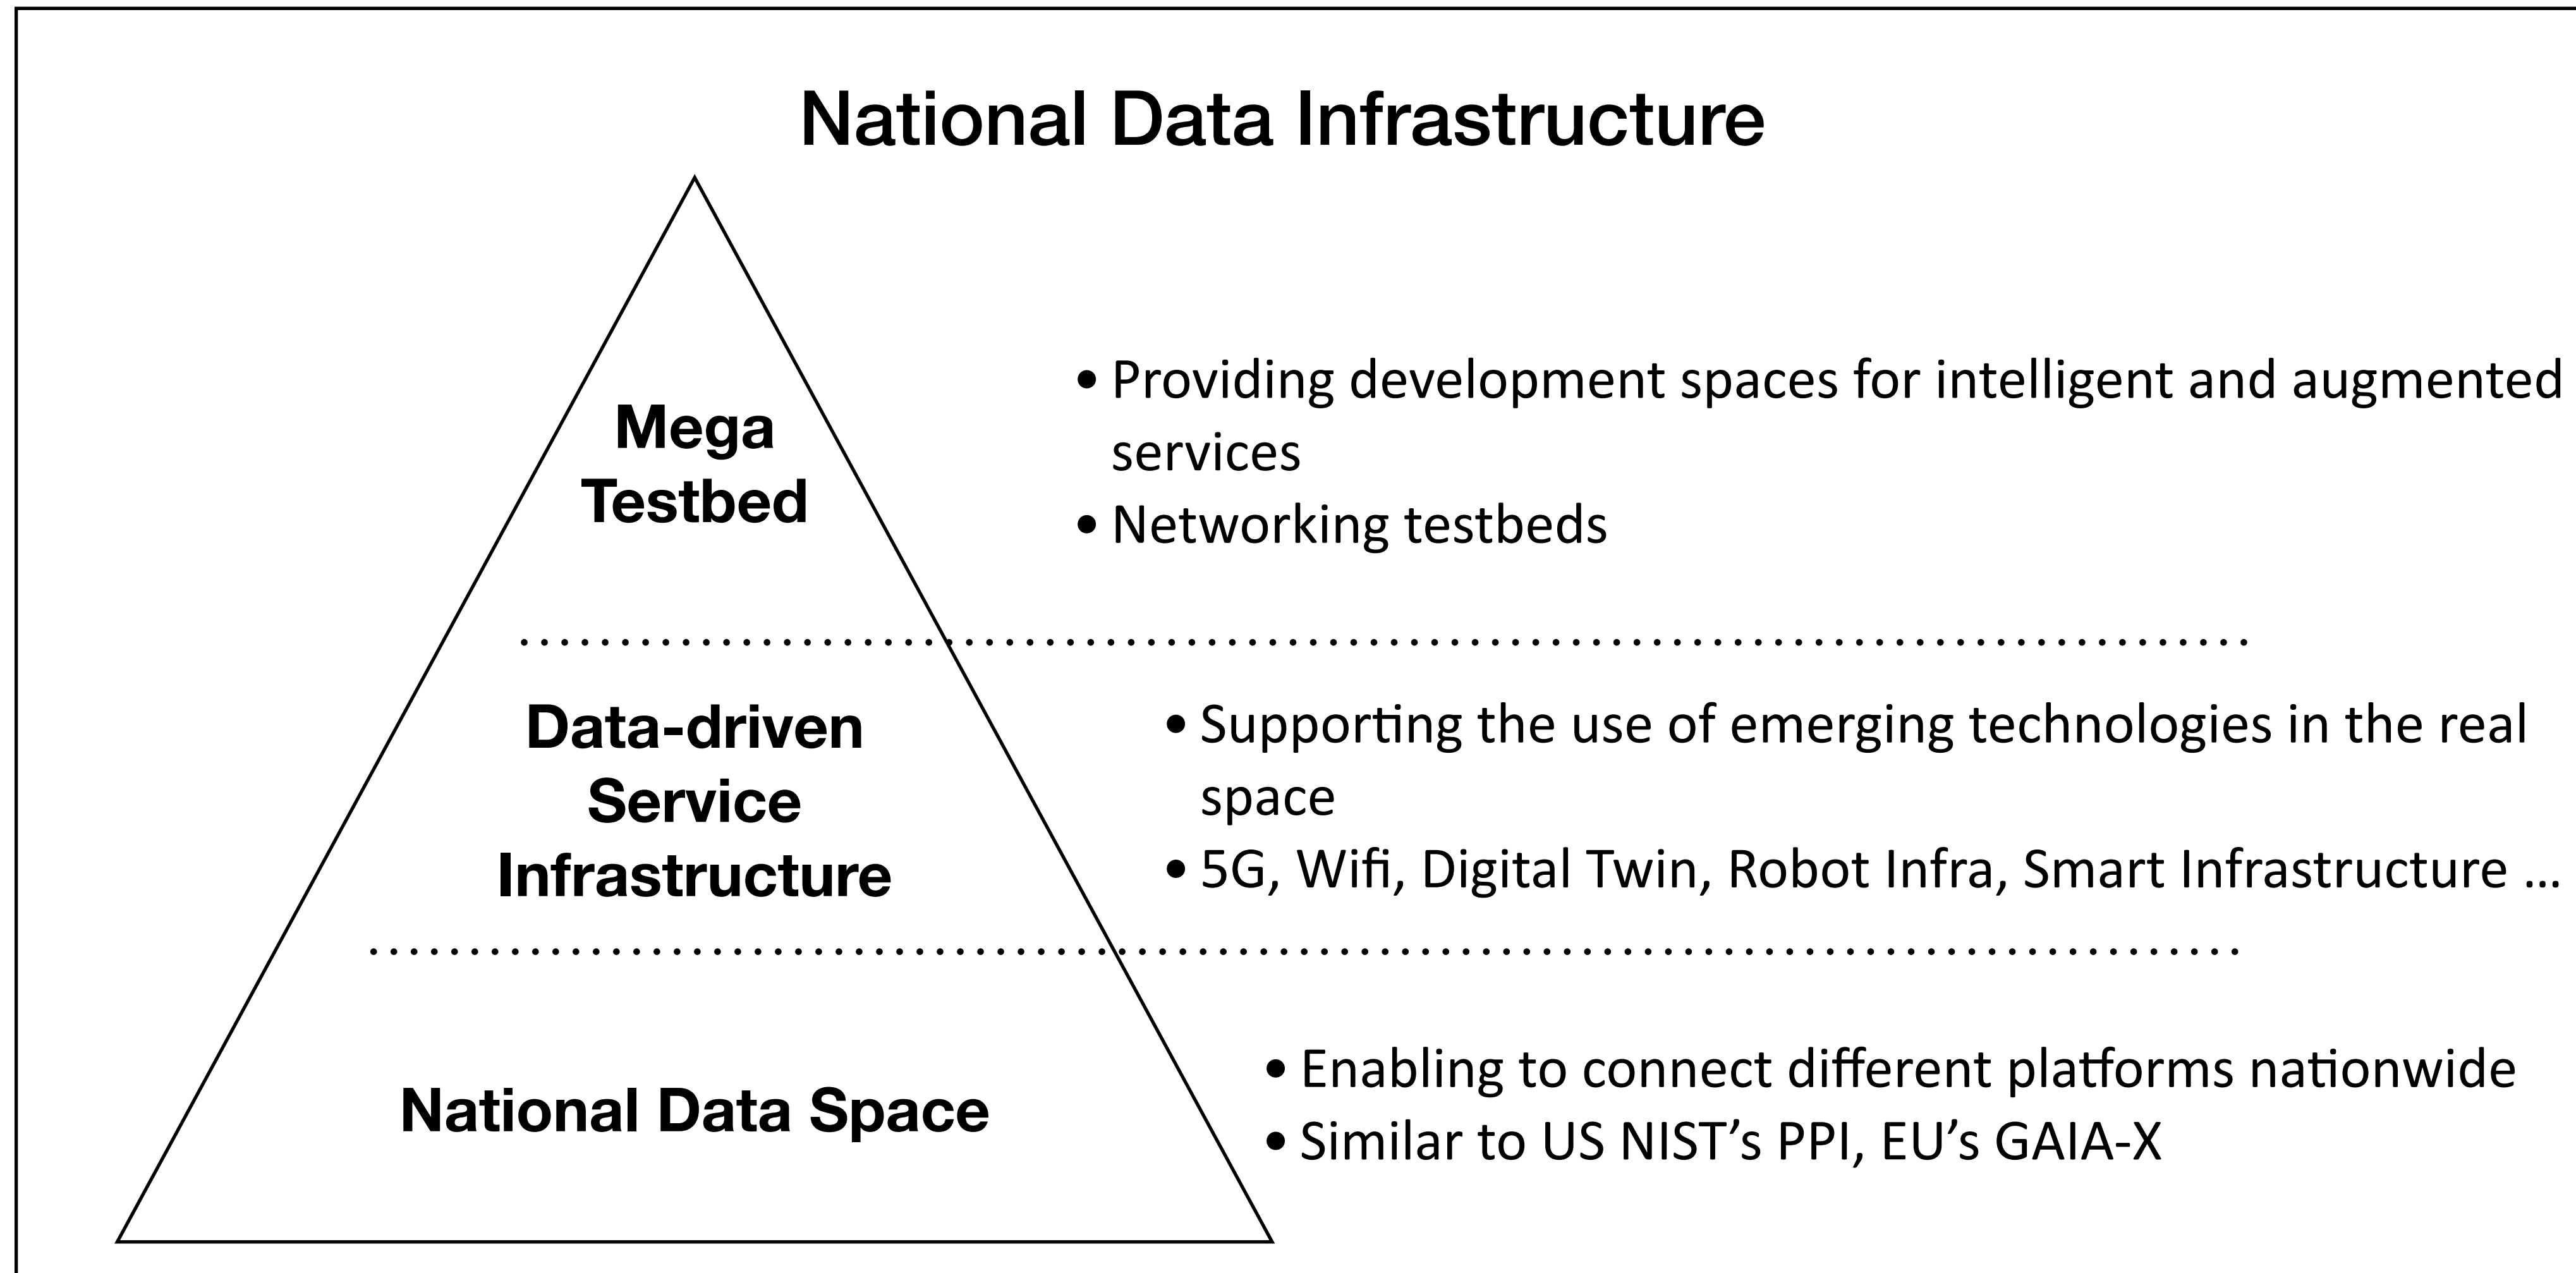 National Data Infrastructure
Mega
Testbed
• Providing development spaces for intelligent and augmented
services
• Networking testbeds
Data-driven
Service
Infrastructure
• Supporting the use of emerging technologies in the real
space
• 5G, Wifi, Digital Twin, Robot Infra, Smart Infrastructure ...
National Data Space
• Enabling to connect different platforms nationwide
• Similar to US NIST’s PPI, EU’s GAIA-X